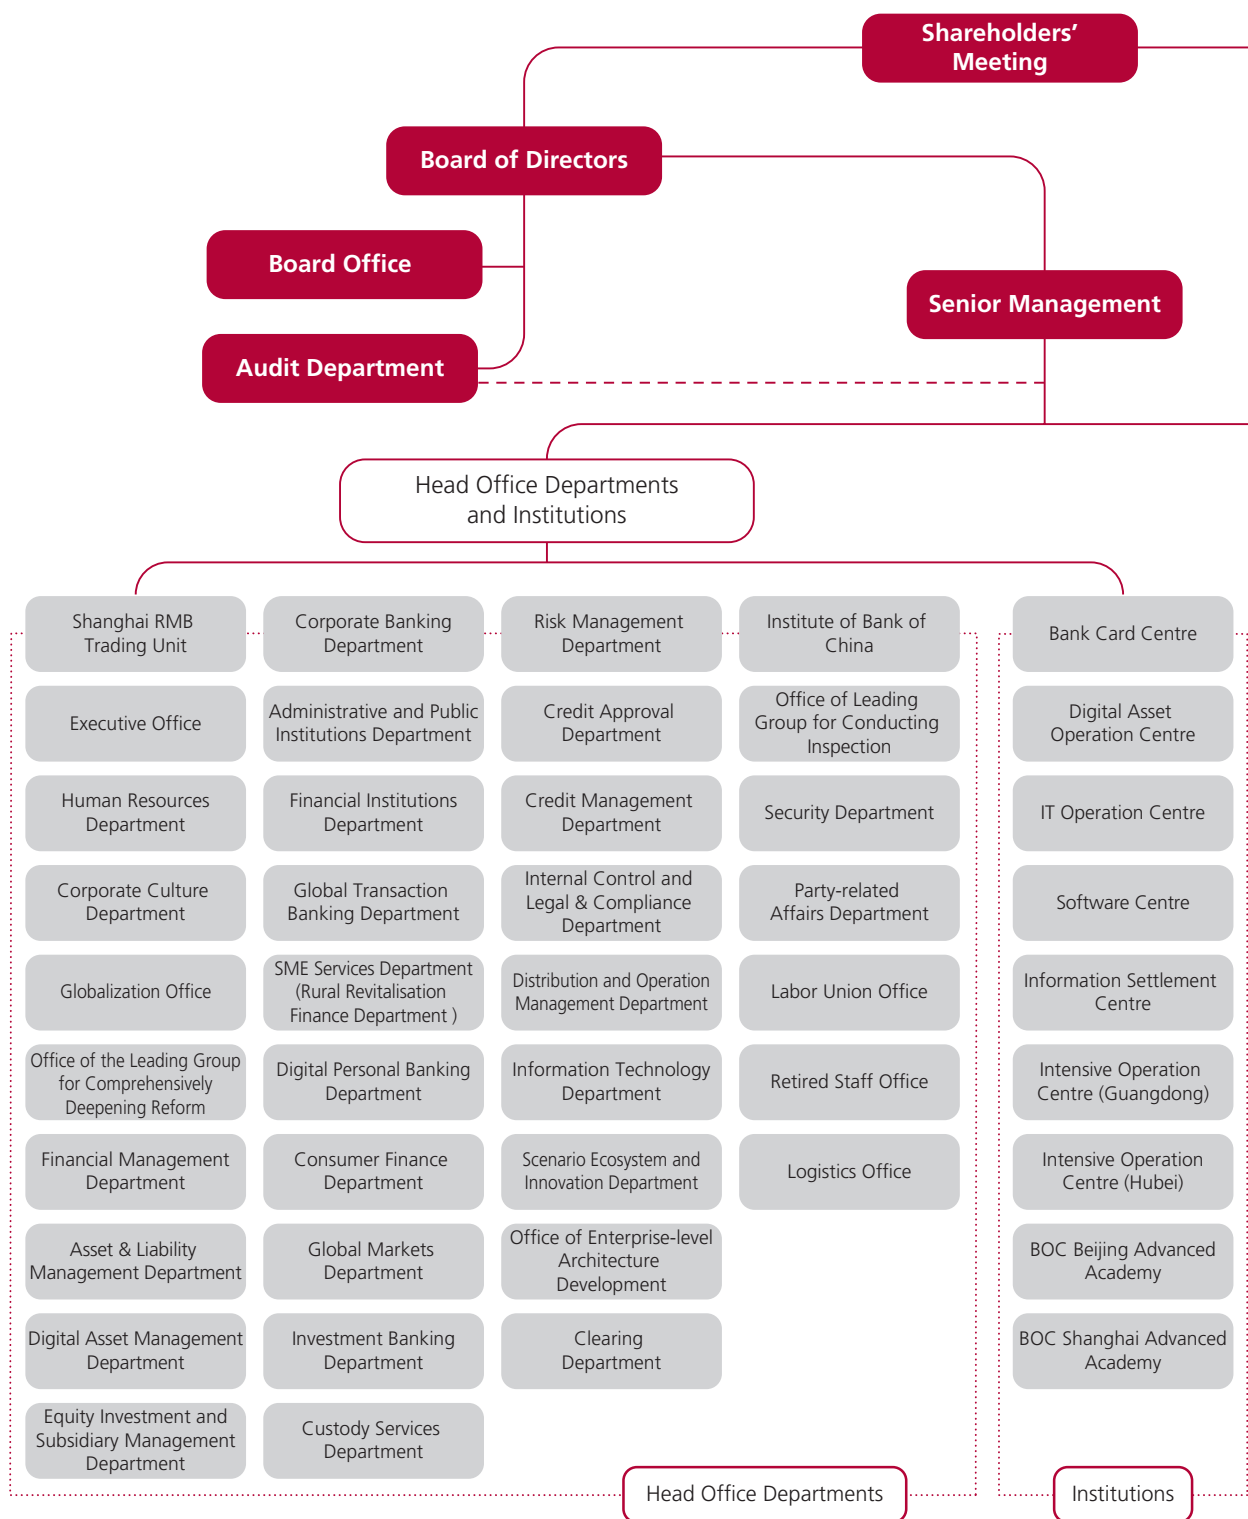 Shareholders'
Meeting
Board of Directors
Board Office
Senior Management
Audit Department
Head Office Departments
and Institutions
Shanghai RMB
Trading Unit
Executive Office
Human Resources
Department
Corporate Culture
Department
Globalization Office
Office of the Leading Group
for Comprehensively
Deepening Reform
Financial Management
Department
Asset & Liability
Management Department
Digital Asset Management
Department
Equity Investment and
Subsidiary Management
Department
Corporate Banking
Department
Administrative and Public
Institutions Department
Financial Institutions
Department
Global Transaction
Banking Department
SME Services Department
(Rural Revitalisation
Finance Department )
Digital Personal Banking
Department
Consumer Finance
Department
Global Markets
Department
Investment Banking
Department
Custody Services
Department
Risk Management
Department
Credit Approval
Department
Credit Management
Department
Internal Control and
Legal & Compliance
Department
Distribution and Operation
Management Department
Information Technology
Department
Scenario Ecosystem and
Innovation Department
Office of Enterprise-level
Architecture
Development
Clearing
Department
Institute of Bank of
China
Office of Leading
Group for Conducting
Inspection
Security Department
Party-related
Affairs Department
Labor Union Office
Retired Staff Office
Logistics Office
Head Office Departments
Bank Card Centre
Digital Asset
Operation Centre
IT Operation Centre
Software Centre
Information Settlement
Centre
Intensive Operation
Centre (Guangdong)
Intensive Operation
Centre (Hubei)
BOC Beijing Advanced
Academy
BOC Shanghai Advanced
Academy
Institutions